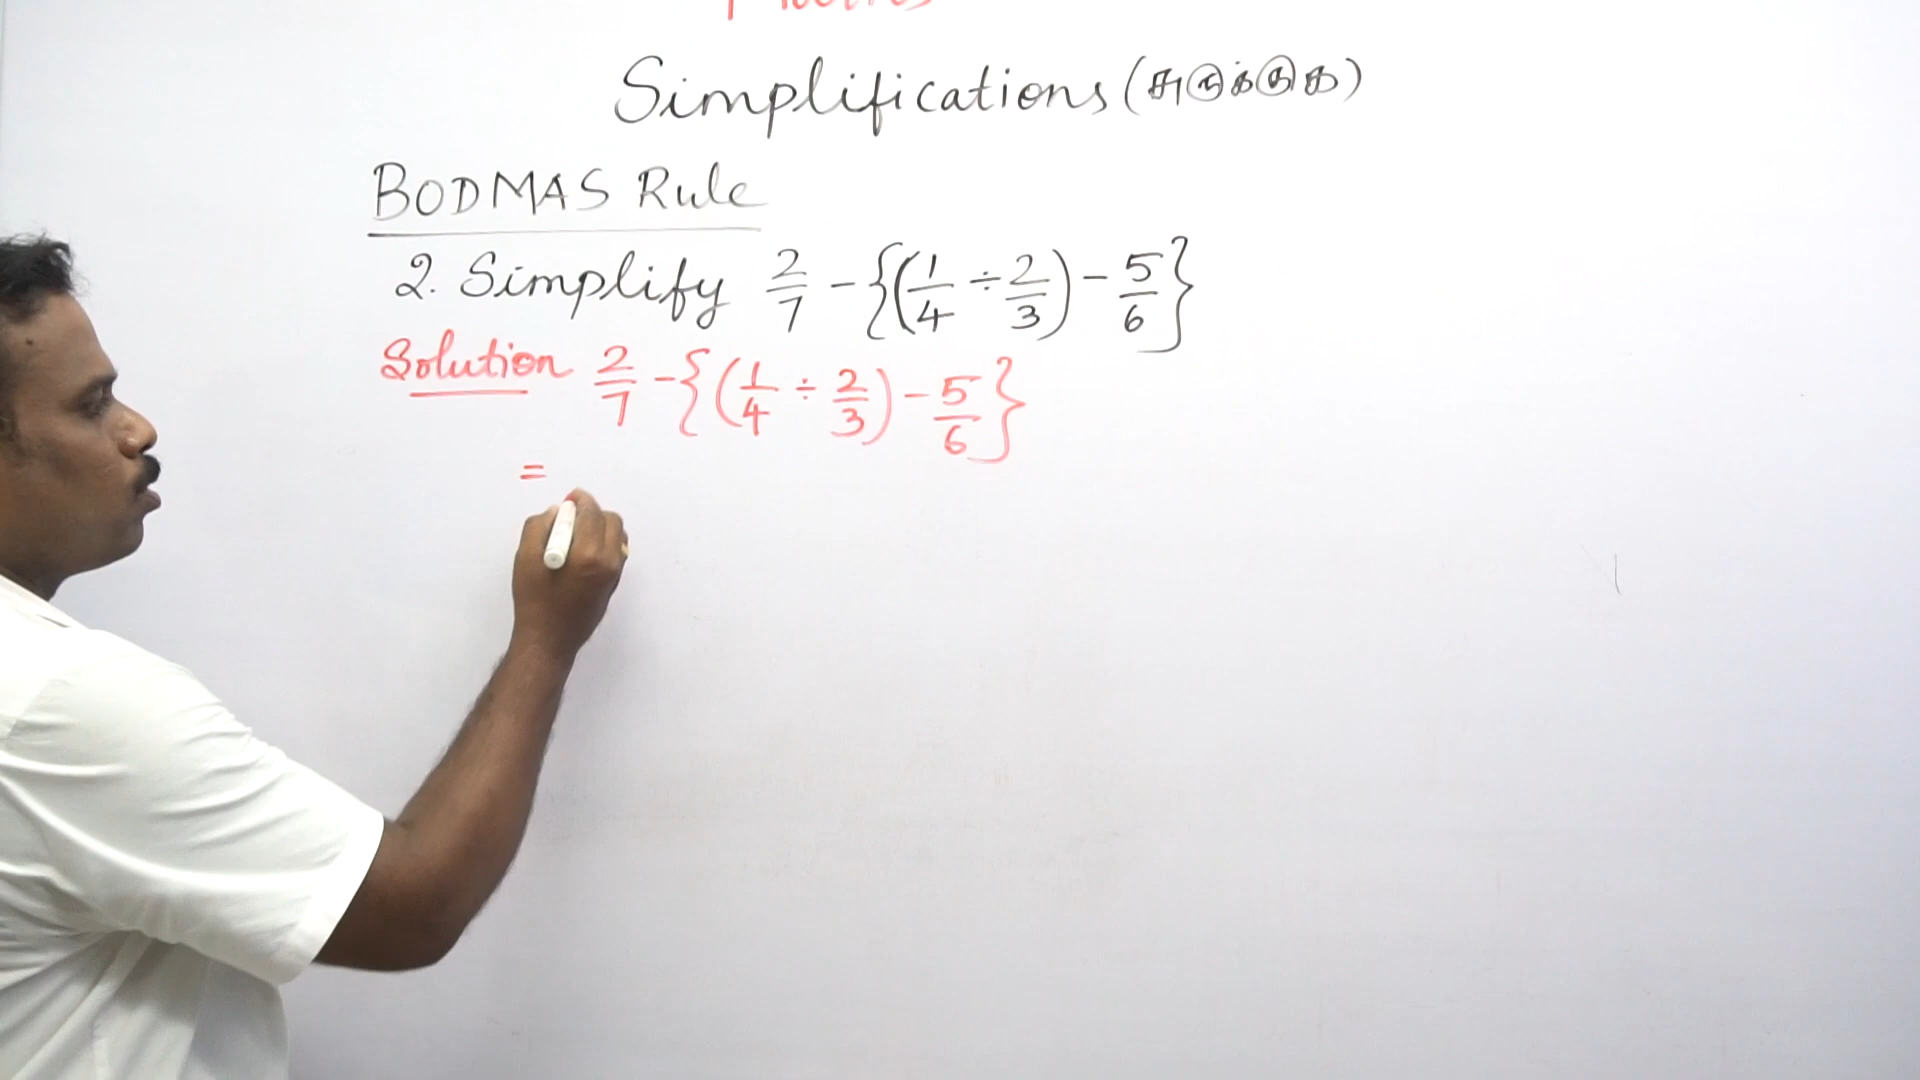 Simplifications (சுருக்குக)
BODMAS Rule
2. Simplify 2/7 - {(1/4 ÷ 2/3) - 5/6}
Solution 2/7 - {(1/4 ÷ 2/3) - 5/6}
=